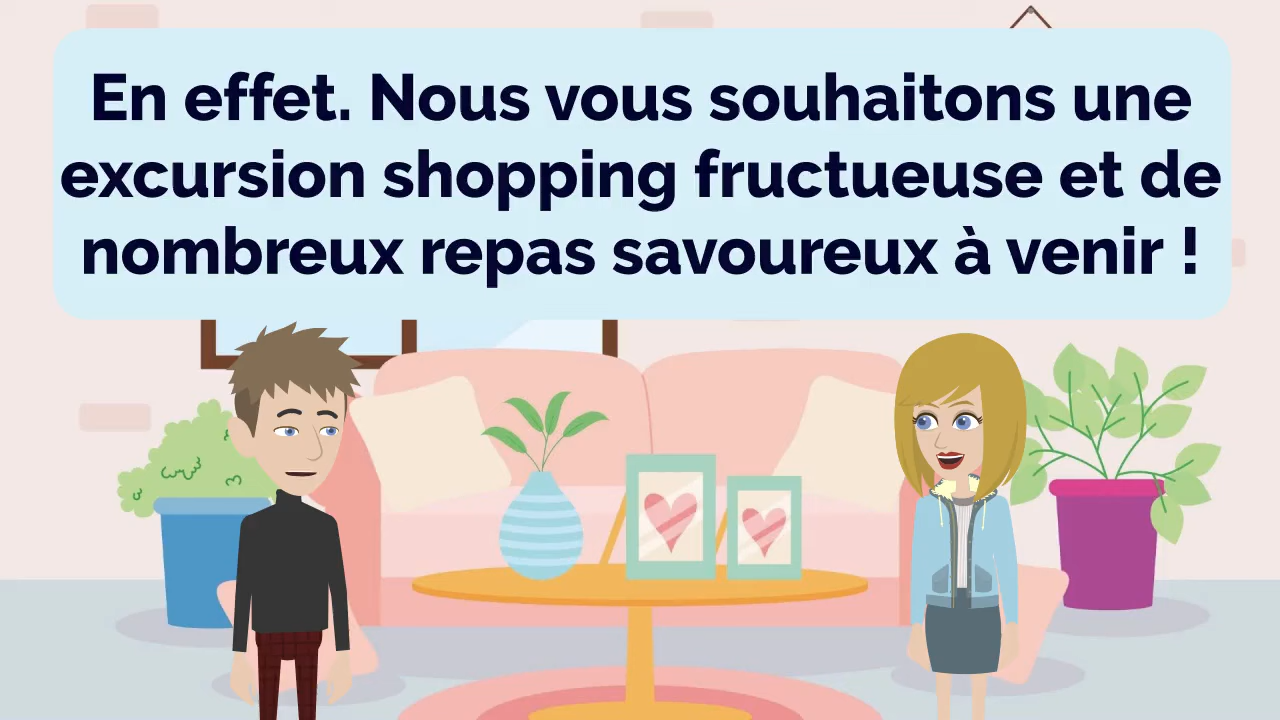 En effet. Nous vous souhaitons une
excursion shopping fructueuse et de
nombreux repas savoureux à venir !